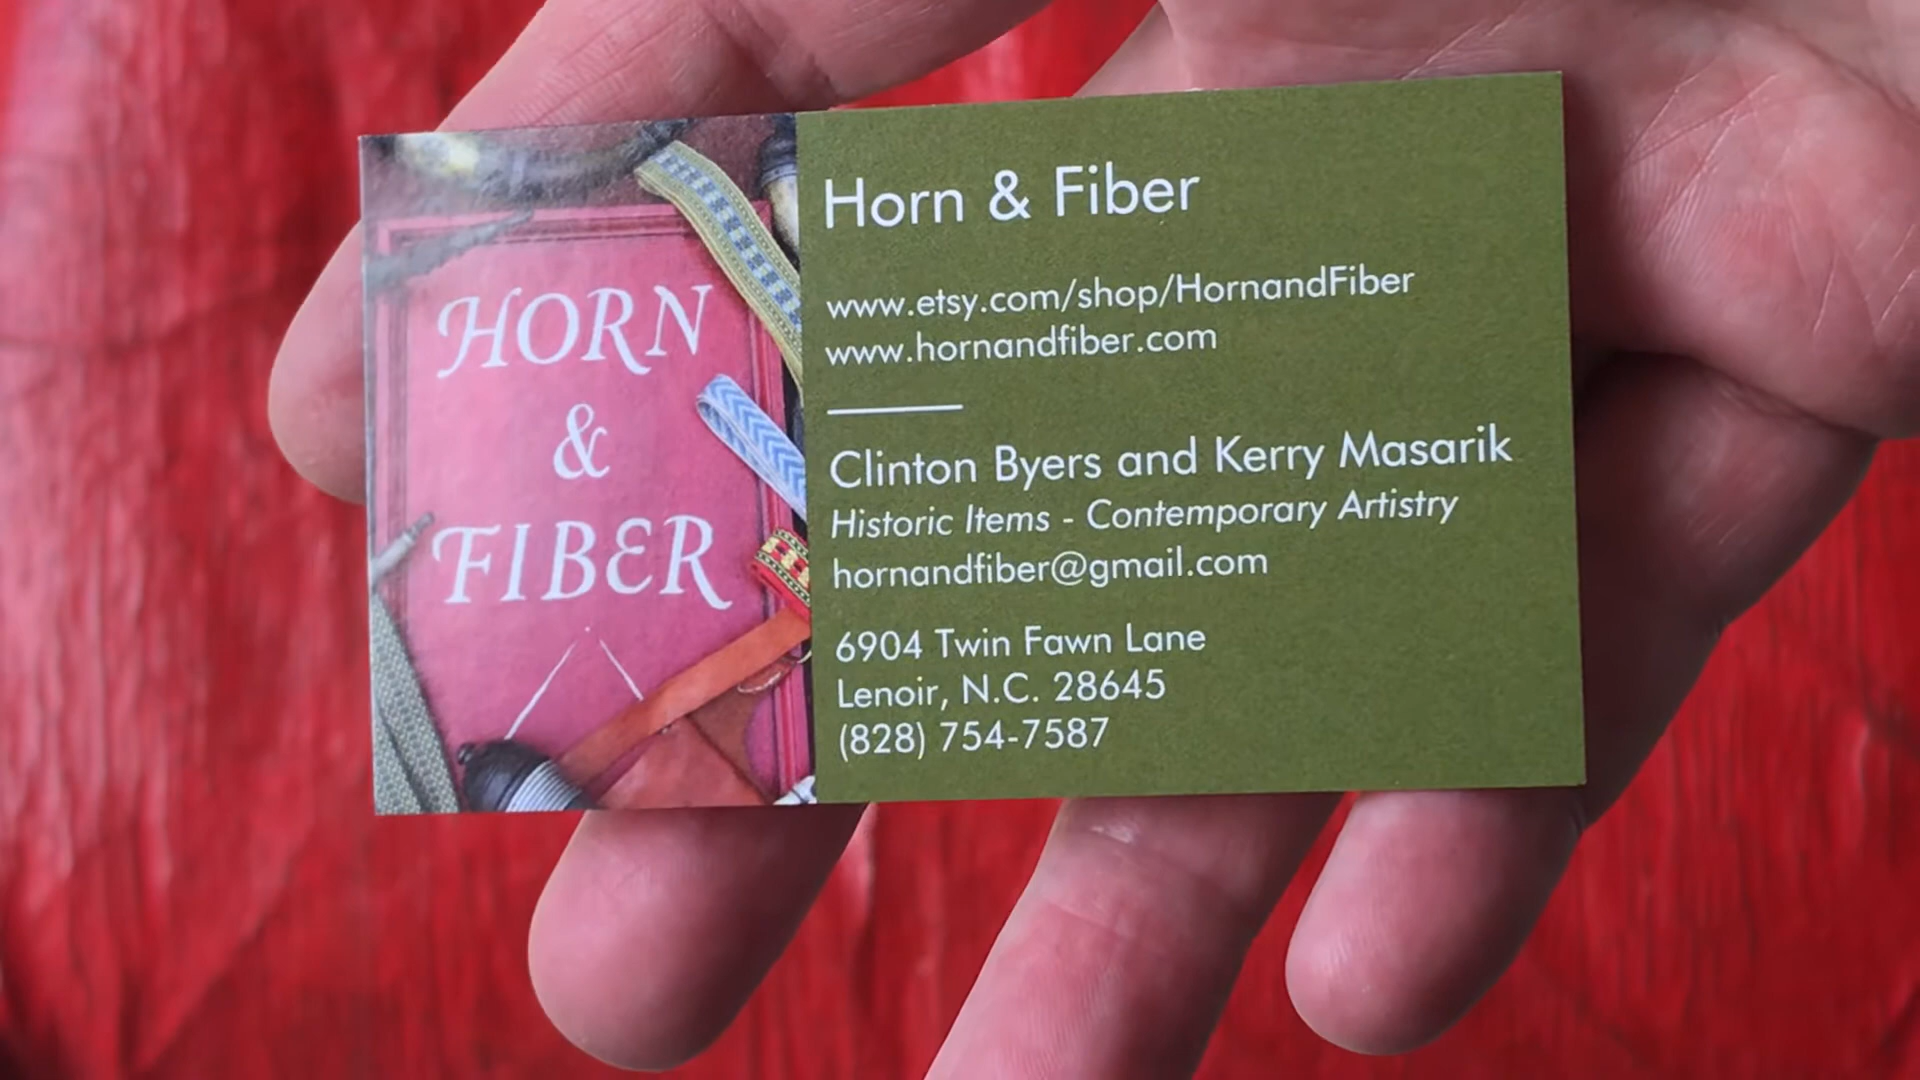 HORN
&
FIBER
Horn & Fiber
www.etsy.com/shop/HornandFiber
www.hornandfiber.com
Clinton Byers and Kerry Masarik
Historic Items - Contemporary Artistry
hornandfiber@gmail.com
6904 Twin Fawn Lane
Lenoir, N.C. 28645
(828) 754-7587